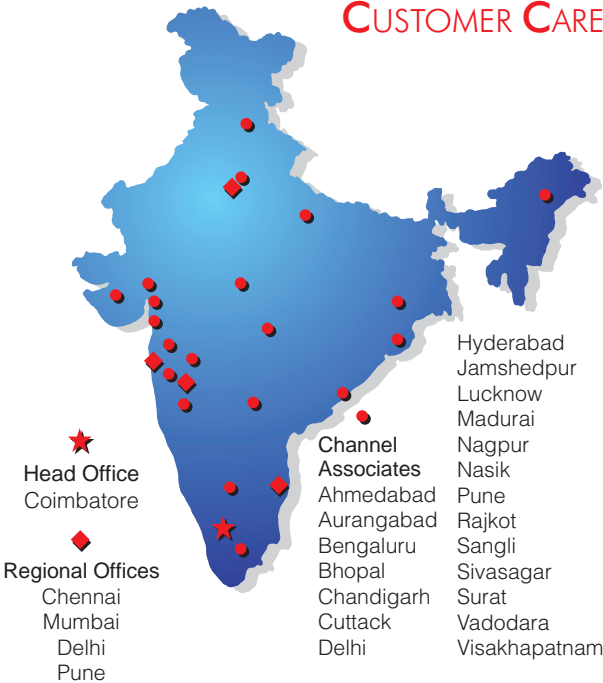 CUSTOMER CARE
Head Office
Coimbatore
Regional Offices
Chennai
Mumbai
Delhi
Pune
Channel
Associates
Ahmedabad
Aurangabad
Bengaluru
Bhopal
Chandigarh
Cuttack
Delhi
Hyderabad
Jamshedpur
Lucknow
Madurai
Nagpur
Nasik
Pune
Rajkot
Sangli
Sivasagar
Surat
Vadodara
Visakhapatnam